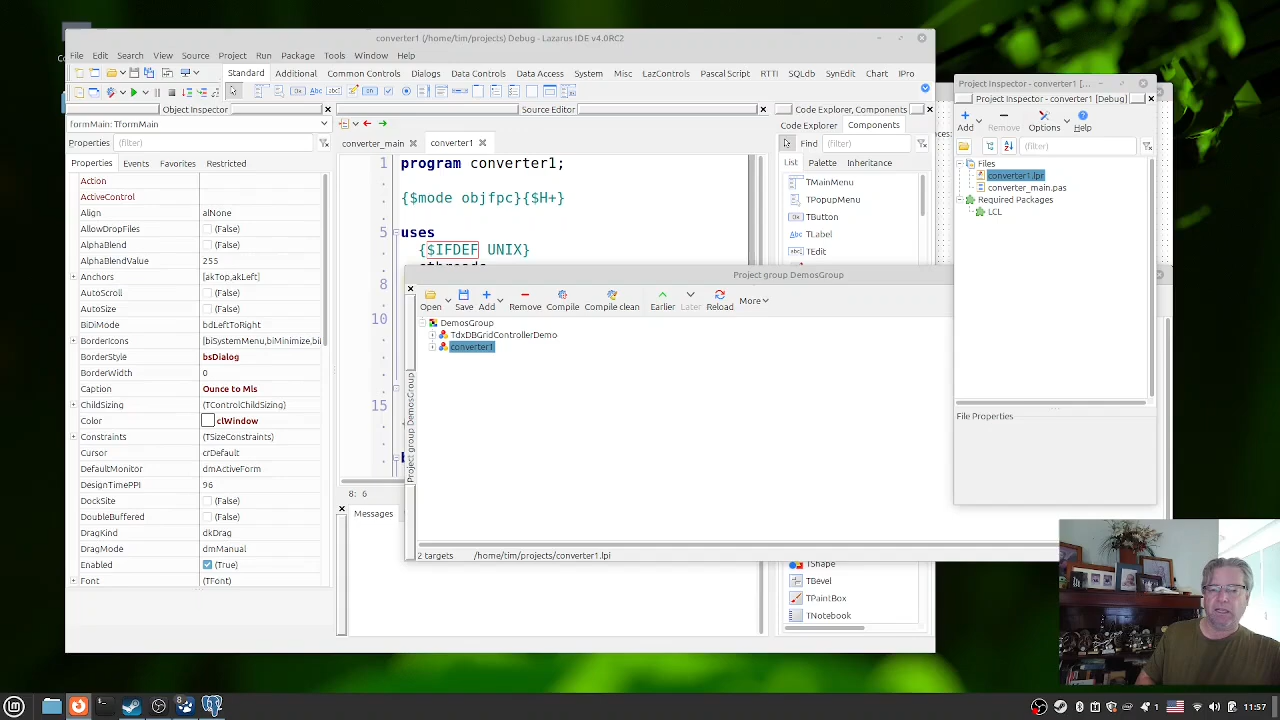 converter1 (/home/tim/projects) Debug - Lazarus IDE v4.0RC2
File Edit Search View Source Project Run Package Tools Window Help
Standard Additional Common Controls Dialogs Data Controls Data Access System Misc LazControls Pascal Script RTTI SQLdb SynEdit Chart IPro
Object Inspector
formMain: TformMain
Properties (filter)
Properties Events Favorites Restricted
Action
ActiveControl
Align alNone
AllowDropFiles (False)
AlphaBlend (False)
AlphaBlendValue 255
Anchors [akTop,akLeft]
AutoScroll (False)
AutoSize (False)
BiDiMode bdLeftToRight
BorderIcons [biSystemMenu,biMinimize,bi
BorderStyle bsDialog
BorderWidth 0
Caption Ounce to Mls
ChildSizing (TControlChildSizing)
Color clWindow
Constraints (TSizeConstraints)
Cursor crDefault
DefaultMonitor dmActiveForm
DesignTimePPI 96
DockSite (False)
DoubleBuffered (False)
DragKind dkDrag
DragMode dmManual
Enabled (True)
Font (TFont)
Source Editor
converter_main converter1
1 program converter1;
{$mode objfpc}{$H+}
5 uses
{$IFDEF UNIX}
8
10
15
8: 6
Messages
Code Explorer, Components
Code Explorer Components
Find (filter)
List Palette Inheritance
TMainMenu
TPopupMenu
TButton
TLabel
TEdit
TShape
TBevel
TPaintBox
TNotebook
Project group DemosGroup
Open Save Add Remove Compile Compile clean Earlier Later Reload More
Project group DemosGroup
DemosGroup
TdxDBGridControllerDemo
converter1
2 targets /home/tim/projects/converter1.lpi
Project Inspector - converter1 [...
Project Inspector - converter1 [Debug]
Add Remove Options Help
(filter)
Files
converter1.lpr
converter_main.pas
Required Packages
LCL
File Properties
1 11:57